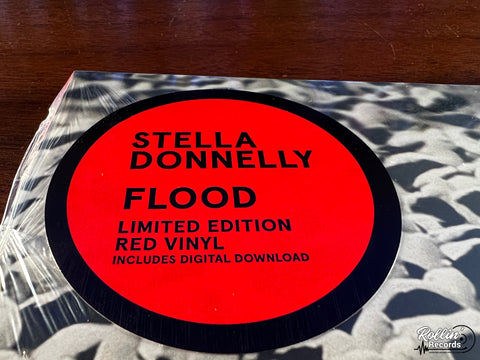 STELLA
DONNELLY
FLOOD
LIMITED EDITION
RED VINYL
INCLUDES DIGITAL DOWNLOAD
Rollin'
Records